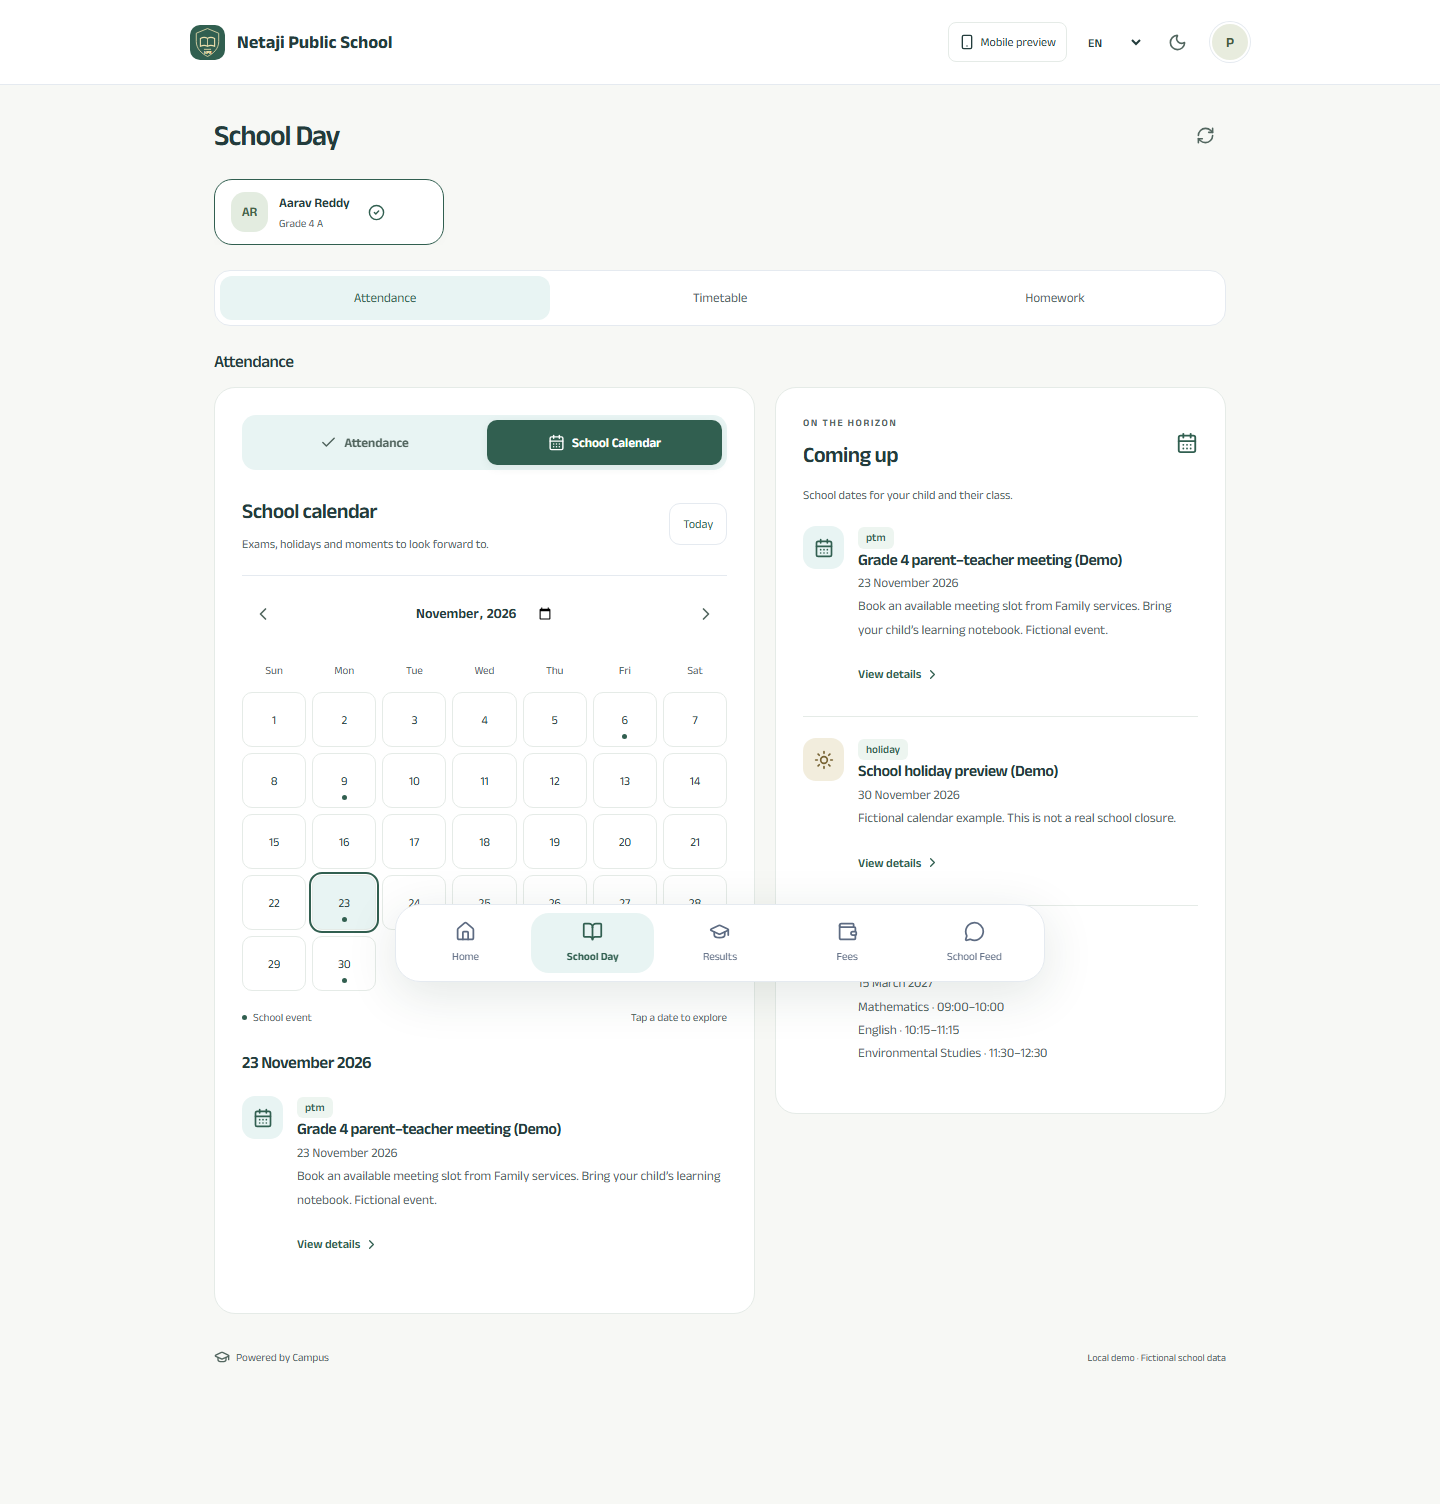 Netaji Public School
Mobile preview
EN
P
School Day
AR
Aarav Reddy
Grade 4 A
Attendance
Timetable
Homework
Attendance
Attendance
School Calendar
School calendar
Today
Exams, holidays and moments to look forward to.
November, 2026
Sun Mon Tue Wed Thu Fri Sat
1 2 3 4 5 6 7
8 9 10 11 12 13 14
15 16 17 18 19 20 21
22 23 24 25 26 27 28
29 30
School event
Tap a date to explore
23 November 2026
ptm
Grade 4 parent–teacher meeting (Demo)
23 November 2026
Book an available meeting slot from Family services. Bring your child's learning
notebook. Fictional event.
View details
ON THE HORIZON
Coming up
School dates for your child and their class.
ptm
Grade 4 parent–teacher meeting (Demo)
23 November 2026
Book an available meeting slot from Family services. Bring
your child's learning notebook. Fictional event.
View details
holiday
School holiday preview (Demo)
30 November 2026
Fictional calendar example. This is not a real school closure.
View details
15 March 2027
Mathematics · 09:00–10:00
English · 10:15–11:15
Environmental Studies · 11:30–12:30
Home
School Day
Results
Fees
School Feed
Powered by Campus
Local demo · Fictional school data